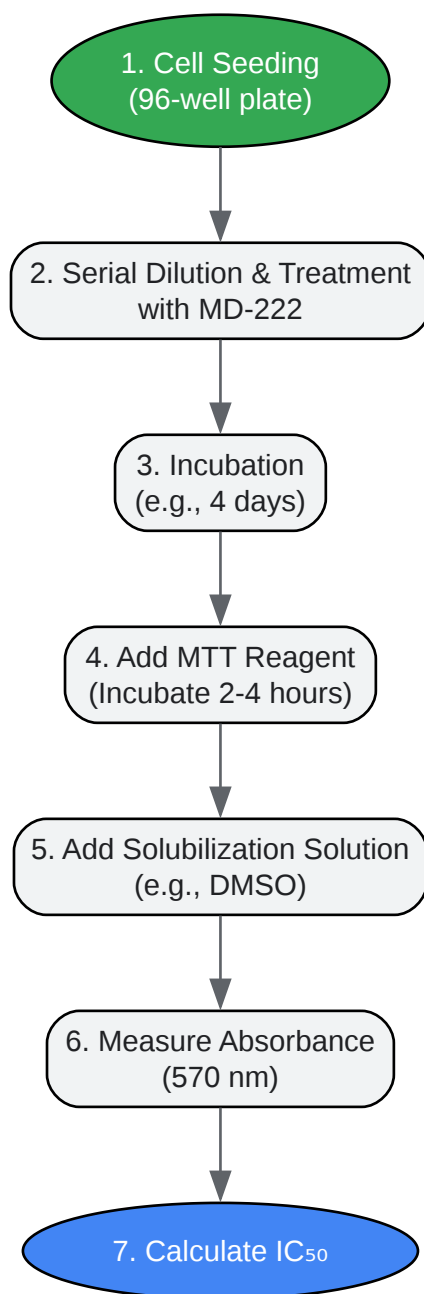 1. Cell Seeding
(96-well plate)
2. Serial Dilution & Treatment
with MD-222
3. Incubation
(e.g., 4 days)
4. Add MTT Reagent
(Incubate 2-4 hours)
5. Add Solubilization Solution
(e.g., DMSO)
6. Measure Absorbance
(570 nm)
7. Calculate IC₅₀